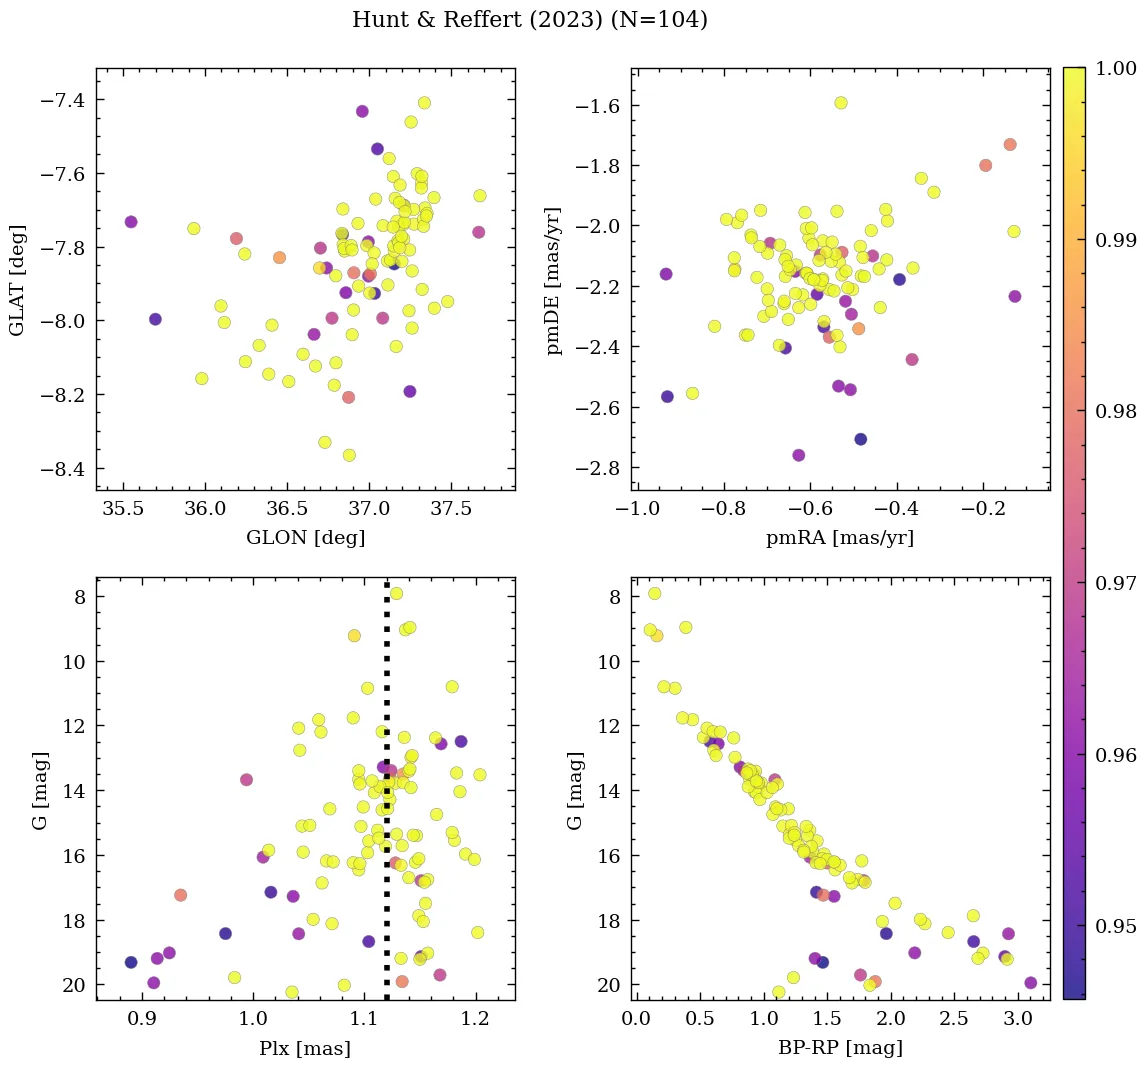 Hunt & Reffert (2023) (N=104)
−7.4
−7.6
−7.8
−8.0
−8.2
−8.4
GLAT [deg]
35.5 36.0 36.5 37.0 37.5
GLON [deg]
−1.6
−1.8
−2.0
−2.2
−2.4
−2.6
−2.8
pmDE [mas/yr]
−1.0 −0.8 −0.6 −0.4 −0.2
pmRA [mas/yr]
1.00
0.99
0.98
0.97
0.96
0.95
8
10
12
14
16
18
20
G [mag]
0.9 1.0 1.1 1.2
Plx [mas]
8
10
12
14
16
18
20
G [mag]
0.0 0.5 1.0 1.5 2.0 2.5 3.0
BP-RP [mag]